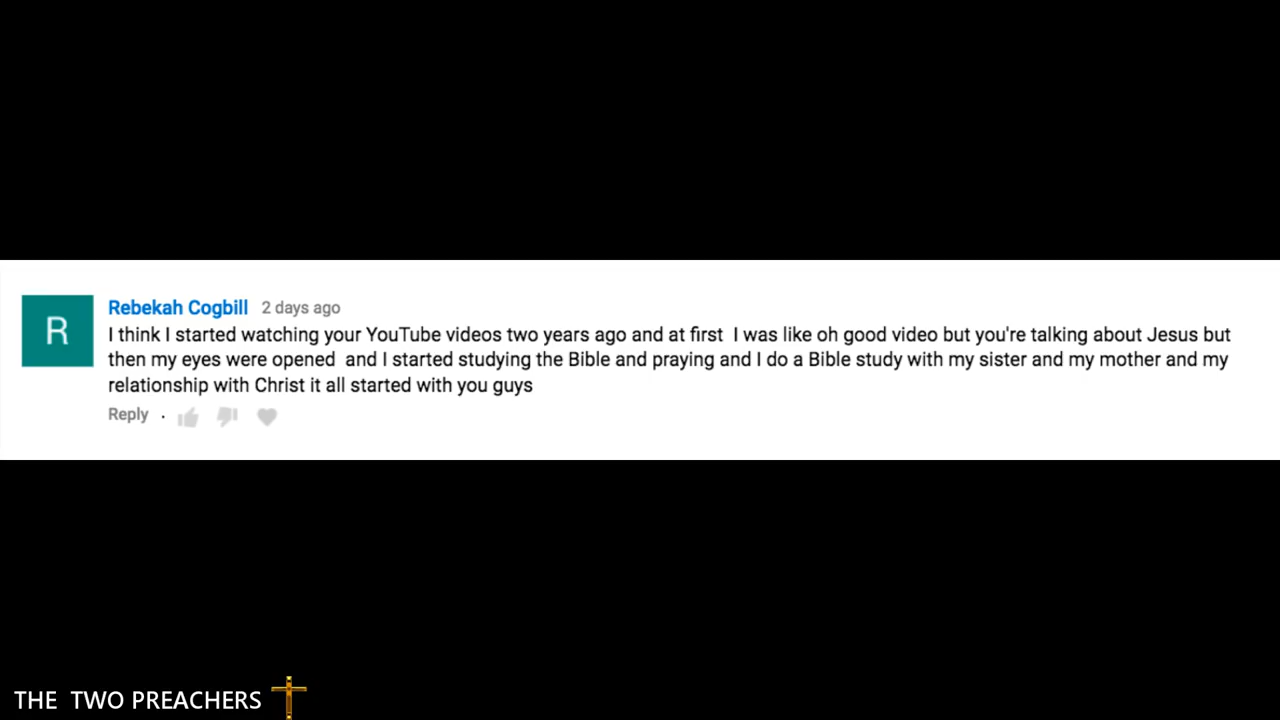 R
Rebekah Cogbill 2 days ago
I think I started watching your YouTube videos two years ago and at first  I was like oh good video but you're talking about Jesus but
then my eyes were opened  and I started studying the Bible and praying and I do a Bible study with my sister and my mother and my
relationship with Christ it all started with you guys
Reply ·
THE  TWO PREACHERS